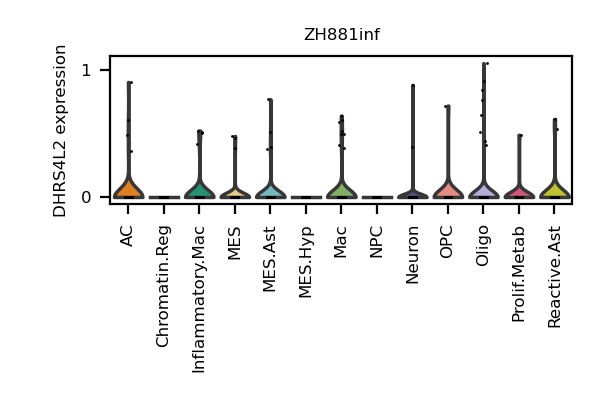 ZH881inf
DHRS4L2 expression
1
0
AC
Chromatin.Reg
Inflammatory.Mac
MES
MES.Ast
MES.Hyp
Mac
NPC
Neuron
OPC
Oligo
Prolif.Metab
Reactive.Ast